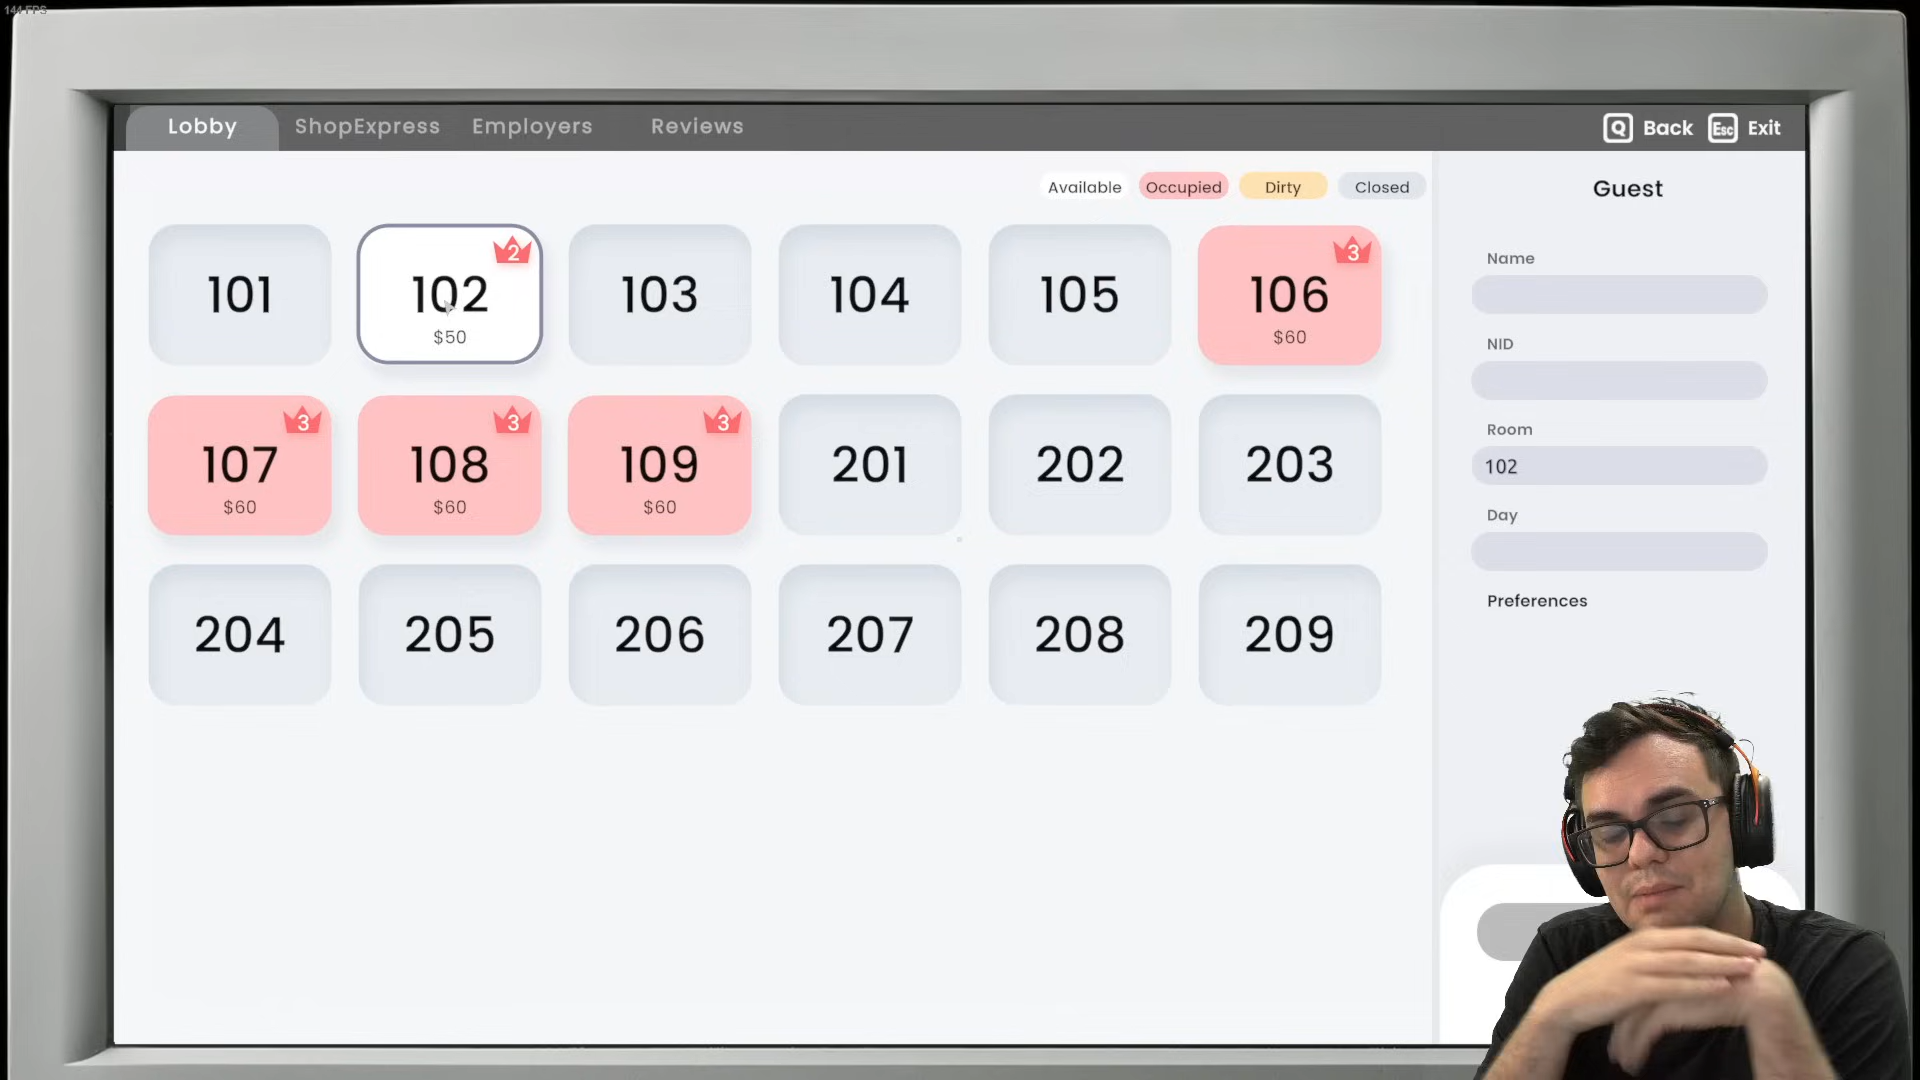 144 FPS
Lobby ShopExpress Employers Reviews Q Back Esc Exit
Available Occupied Dirty Closed
Guest
Name
NID
Room
102
Day
Preferences
101 102 103 104 105 106
2 3
$50 $60
3 3 3
107 108 109 201 202 203
$60 $60 $60
204 205 206 207 208 209